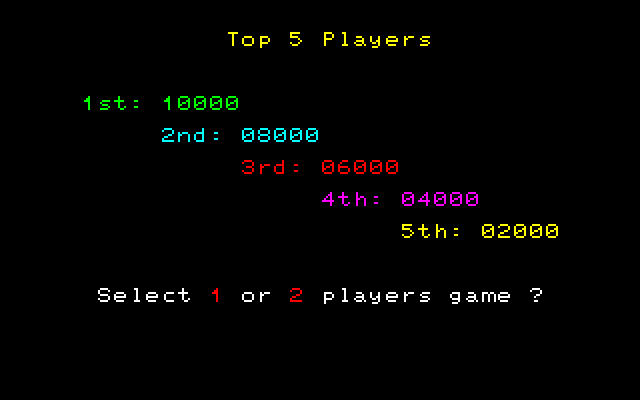 Top 5 Players
1st: 10000
2nd: 08000
3rd: 06000
4th: 04000
5th: 02000
Select 1 or 2 players game ?